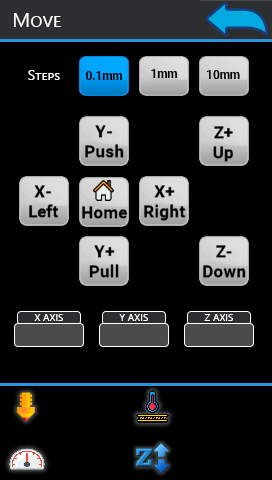 Move
Steps 0.1mm 1mm 10mm
Y- Push
Z+ Up
X- Left
Home
X+ Right
Y+ Pull
Z- Down
X AXIS Y AXIS Z AXIS
Z